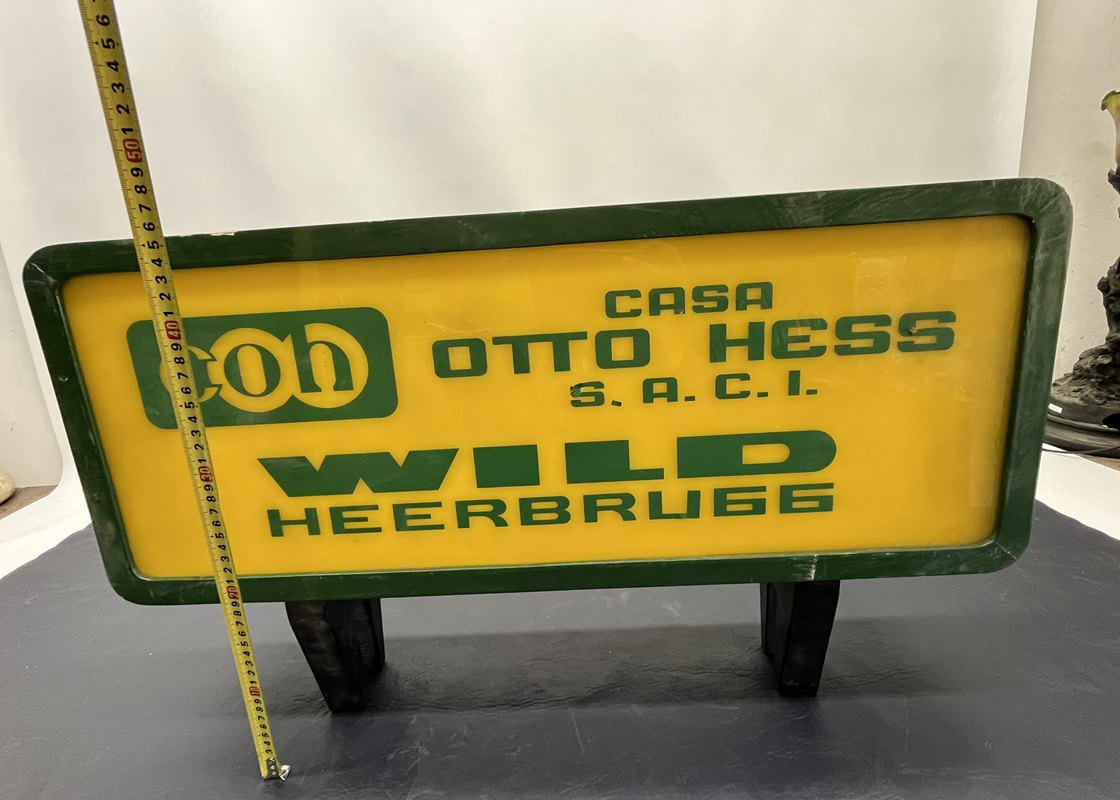 coh
CASA
OTTO HESS
S. A. C. I.
WILD
HEERBRUGG